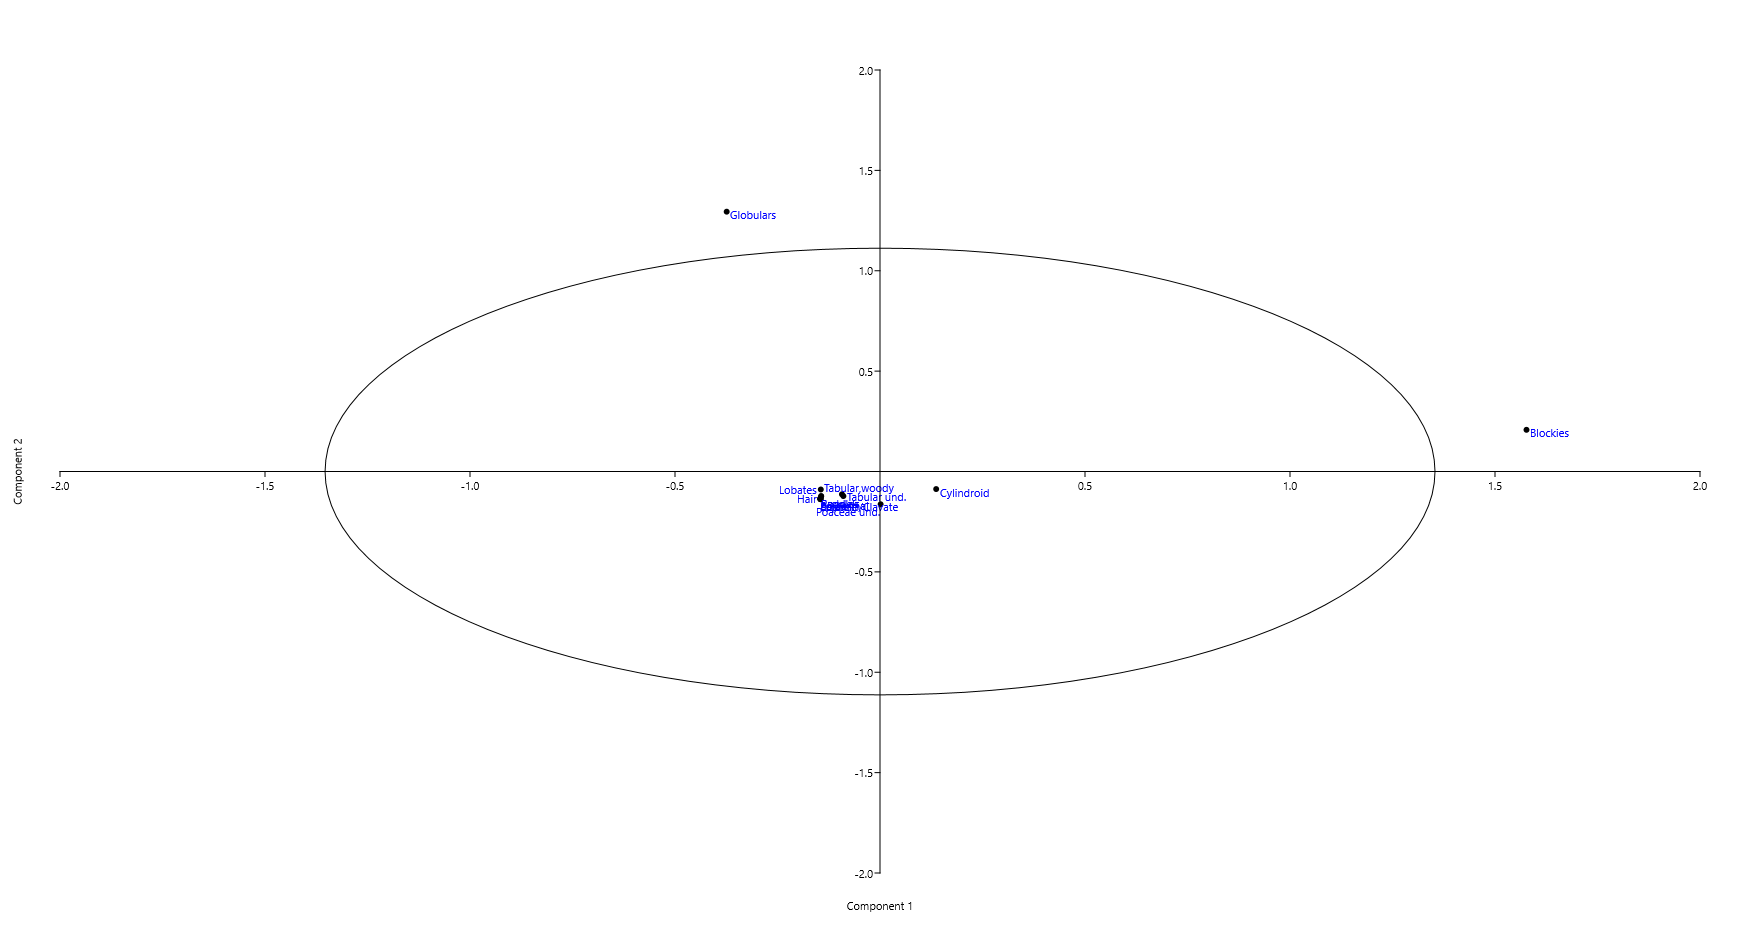 2.0
1.5
Globulars
1.0
0.5
Blockies
Component 2
-2.0
-1.5
-1.0
-0.5
0.5
1.0
1.5
2.0
Lobates
Tabular woody
Hair
Tabular und.
Cylindroid
Poaceae und.
-0.5
-1.0
-1.5
-2.0
Component 1